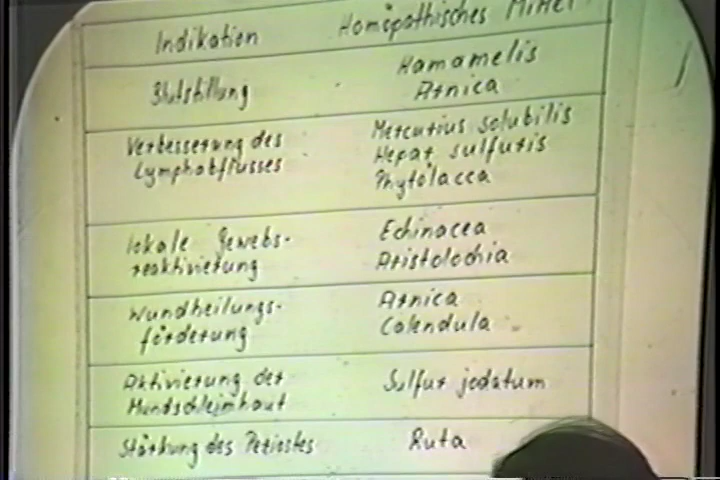 Indikation
Homöpathisches Mittel
Blutstillung
Hamamelis
Arnica
Verbesserung des
Lymphabflusses
Mercurius solubilis
Hepar sulfuris
Phytolacca
lokale Gewebs-
reaktivierung
Echinacea
Aristolochia
Wundheilungs-
förderung
Arnica
Calendula
Aktivierung der
Mundschleimhaut
Sulfur jodatum
Stärkung des Periostes
Ruta